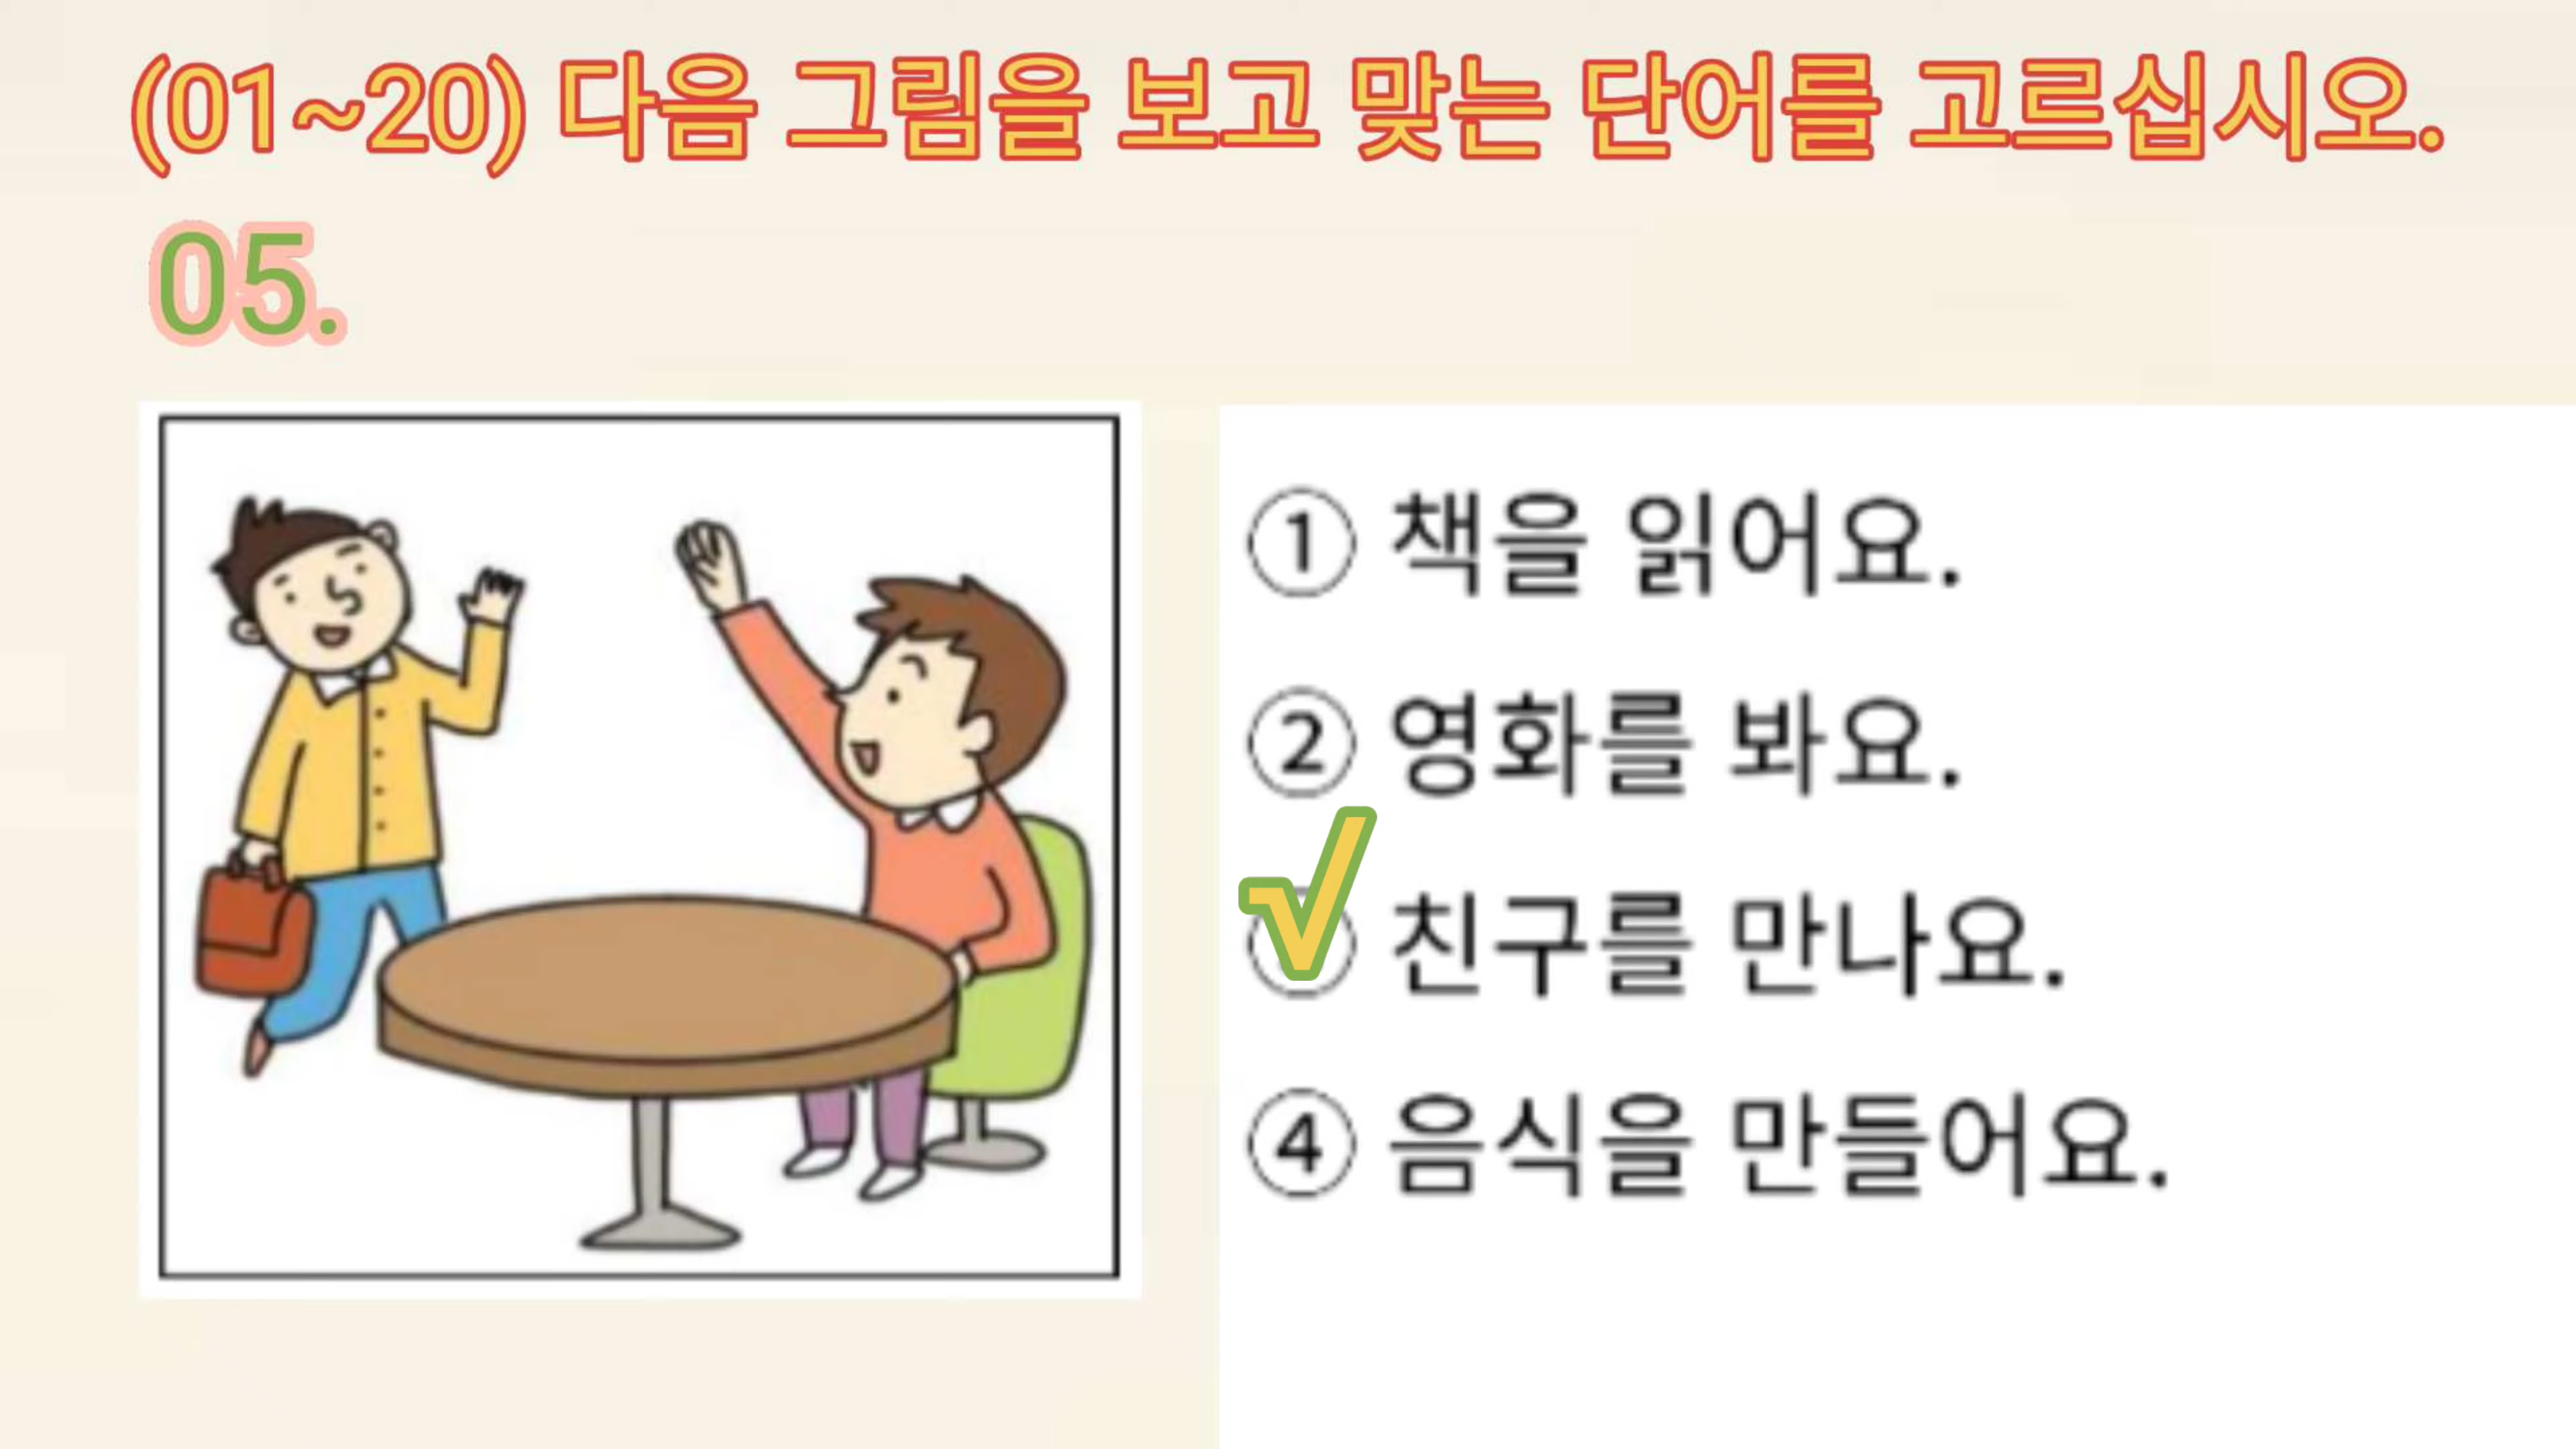 (01~20) 다음 그림을 보고 맞는 단어를 고르십시오.
05.
① 책을 읽어요.
② 영화를 봐요.
친구를 만나요.
④ 음식을 만들어요.